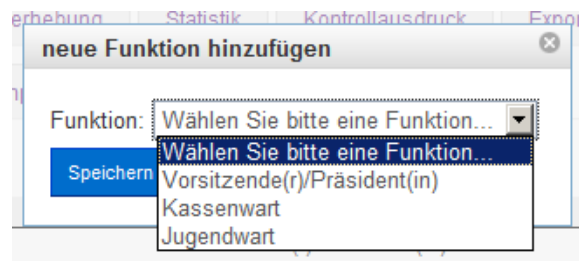 erhebung Statistik Kontrollausdruck Expor
neue Funktion hinzufügen
Funktion: Wählen Sie bitte eine Funktion...
Wählen Sie bitte eine Funktion...
Speichern
Vorsitzende(r)/Präsident(in)
Kassenwart
Jugendwart